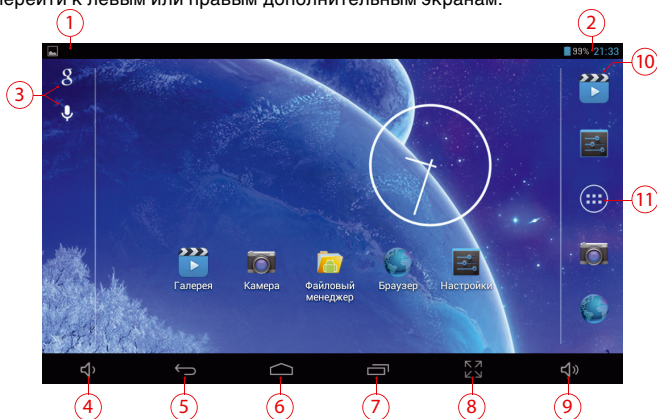 перейти к левым или правым дополнительным экранам.
1
2
99% 21:33
10
g
3
11
Галерея Камера Файловый менеджер Браузер Настройки
4 5 6 7 8 9